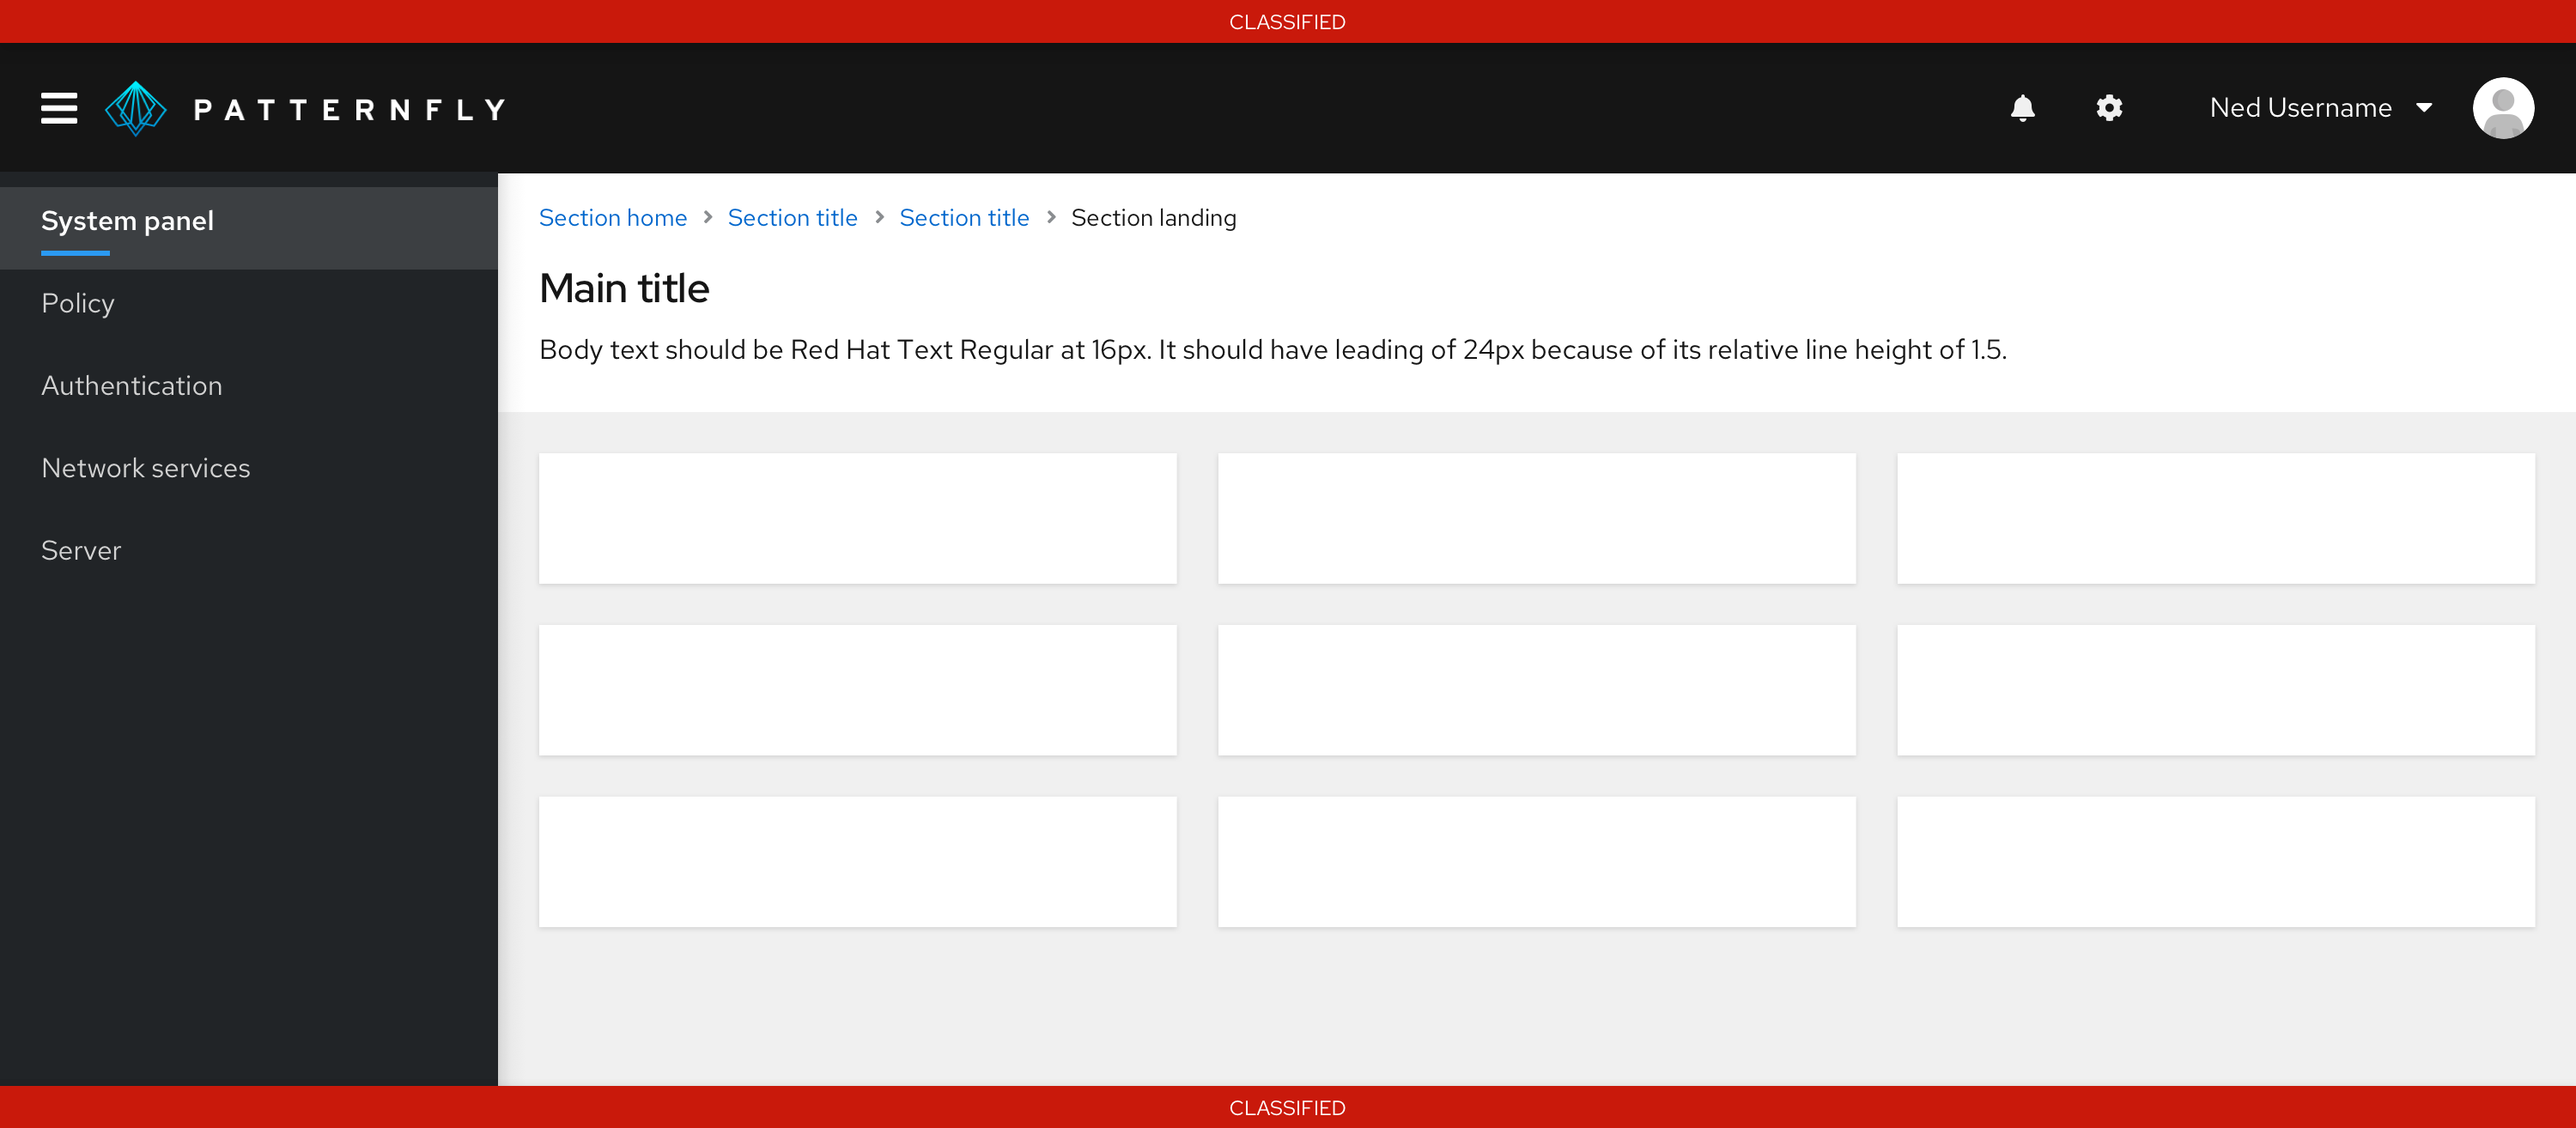 CLASSIFIED
PATTERNFLY
Ned Username
System panel
Policy
Authentication
Network services
Server
Section home > Section title > Section title > Section landing
Main title
Body text should be Red Hat Text Regular at 16px. It should have leading of 24px because of its relative line height of 1.5.
CLASSIFIED